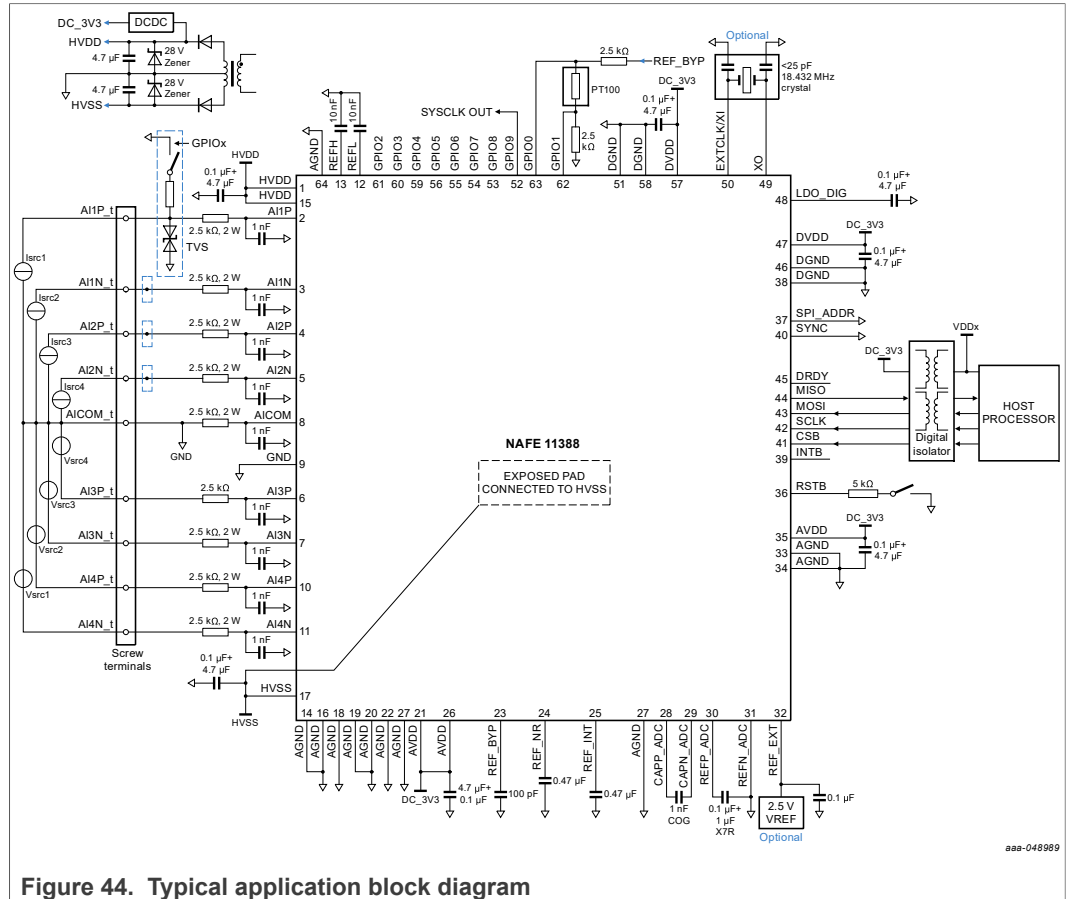 DC_3V3
DCDC
HVDD
4.7 µF
28 V
Zener
4.7 µF
28 V
Zener
HVSS
Optional
<25 pF
18.432 MHz
crystal
2.5 kΩ
REF_BYP
PT100
DC_3V3
0.1 µF+
4.7 µF
2.5
kΩ
SYSCLK OUT
10 nF
10 nF
GPIOx
HVDD
0.1 µF+
4.7 µF
AGND
REFH
REFL
GPIO2
GPIO3
GPIO4
GPIO5
GPIO6
GPIO7
GPIO8
GPIO9
GPIO0
GPIO1
DGND
DGND
DVDD
EXTCLK/XI
XO
64 13 12 61 60 59 56 55 54 53 52 63 62 51 58 57 50 49
HVDD
1
HVDD
15
AI1P_t
2.5 kΩ, 2 W
AI1P
2
1 nF
TVS
Isrc1
AI1N_t
2.5 kΩ, 2 W
AI1N
3
1 nF
Isrc2
AI2P_t
2.5 kΩ, 2 W
AI2P
4
1 nF
Isrc3
AI2N_t
2.5 kΩ, 2 W
AI2N
5
1 nF
Isrc4
AICOM_t
2.5 kΩ, 2 W
AICOM
8
1 nF
GND
GND
9
Vsrc4
AI3P_t
2.5 kΩ
AI3P
6
1 nF
Vsrc3
AI3N_t
2.5 kΩ, 2 W
AI3N
7
1 nF
Vsrc2
AI4P_t
2.5 kΩ, 2 W
AI4P
10
1 nF
Vsrc1
AI4N_t
2.5 kΩ, 2 W
AI4N
11
1 nF
Screw
terminals
0.1 µF+
4.7 µF
HVSS
17
HVSS
NAFE 11388
EXPOSED PAD
CONNECTED TO HVSS
48 LDO_DIG
0.1 µF+
4.7 µF
DC_3V3
47 DVDD
0.1 µF+
4.7 µF
46 DGND
38 DGND
37 SPI_ADDR
40 SYNC
VDDx
DC_3V3
45 DRDY
44 MISO
43 MOSI
42 SCLK
41 CSB
39 INTB
Digital
isolator
HOST
PROCESSOR
36 RSTB
5 kΩ
DC_3V3
35 AVDD
33 AGND
34 AGND
0.1 µF+
4.7 µF
14 16 18 19 20 22 27 21 26 23 24 25 27 28 29 30 31 32
AGND
AGND
AGND
AGND
AGND
AGND
AGND
AVDD
AVDD
REF_BYP
REF_NR
REF_INT
AGND
CAPP_ADC
CAPN_ADC
REFP_ADC
REFN_ADC
REF_EXT
DC_3V3
4.7 µF+
0.1 µF
100 pF
0.47 µF
0.47 µF
1 nF
COG
0.1 µF+
1 µF
X7R
2.5 V
VREF
Optional
0.1 µF
aaa-048989
Figure 44. Typical application block diagram